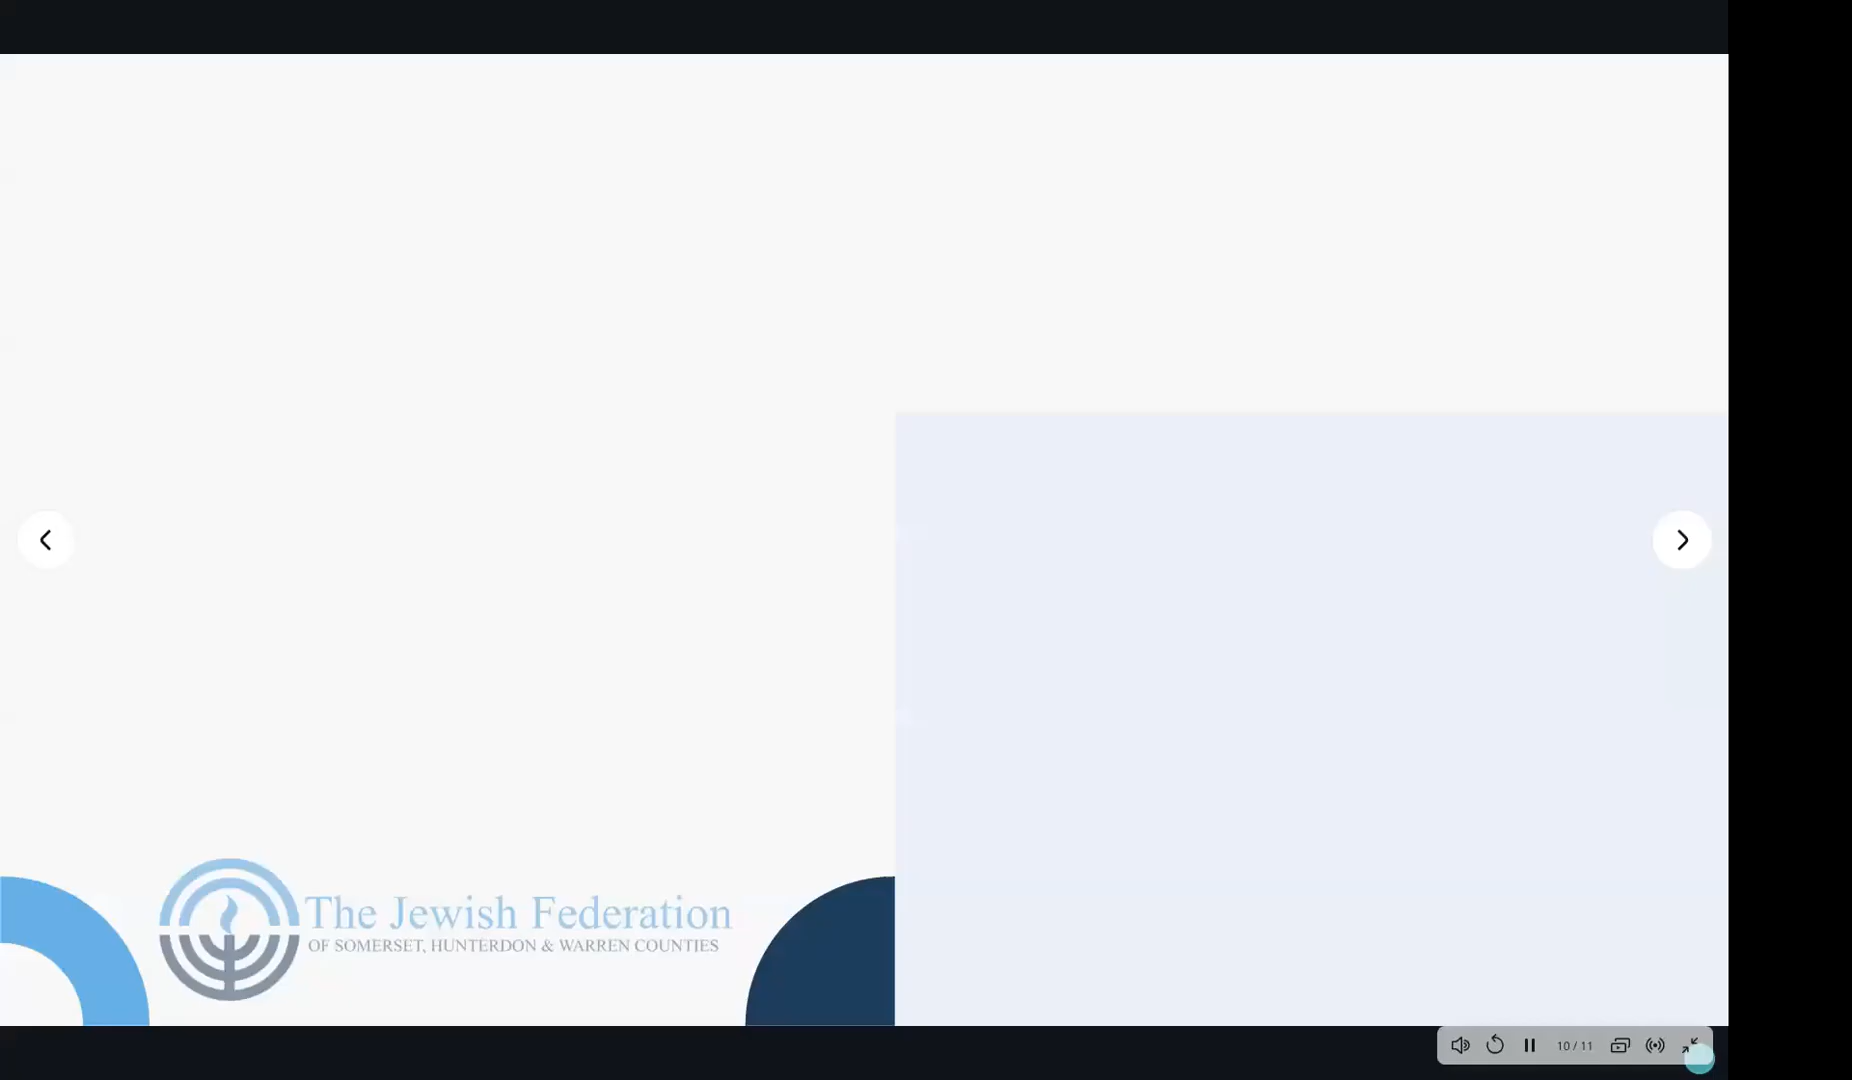 The Jewish Federation
OF SOMERSET, HUNTERDON & WARREN COUNTIES
10 / 11